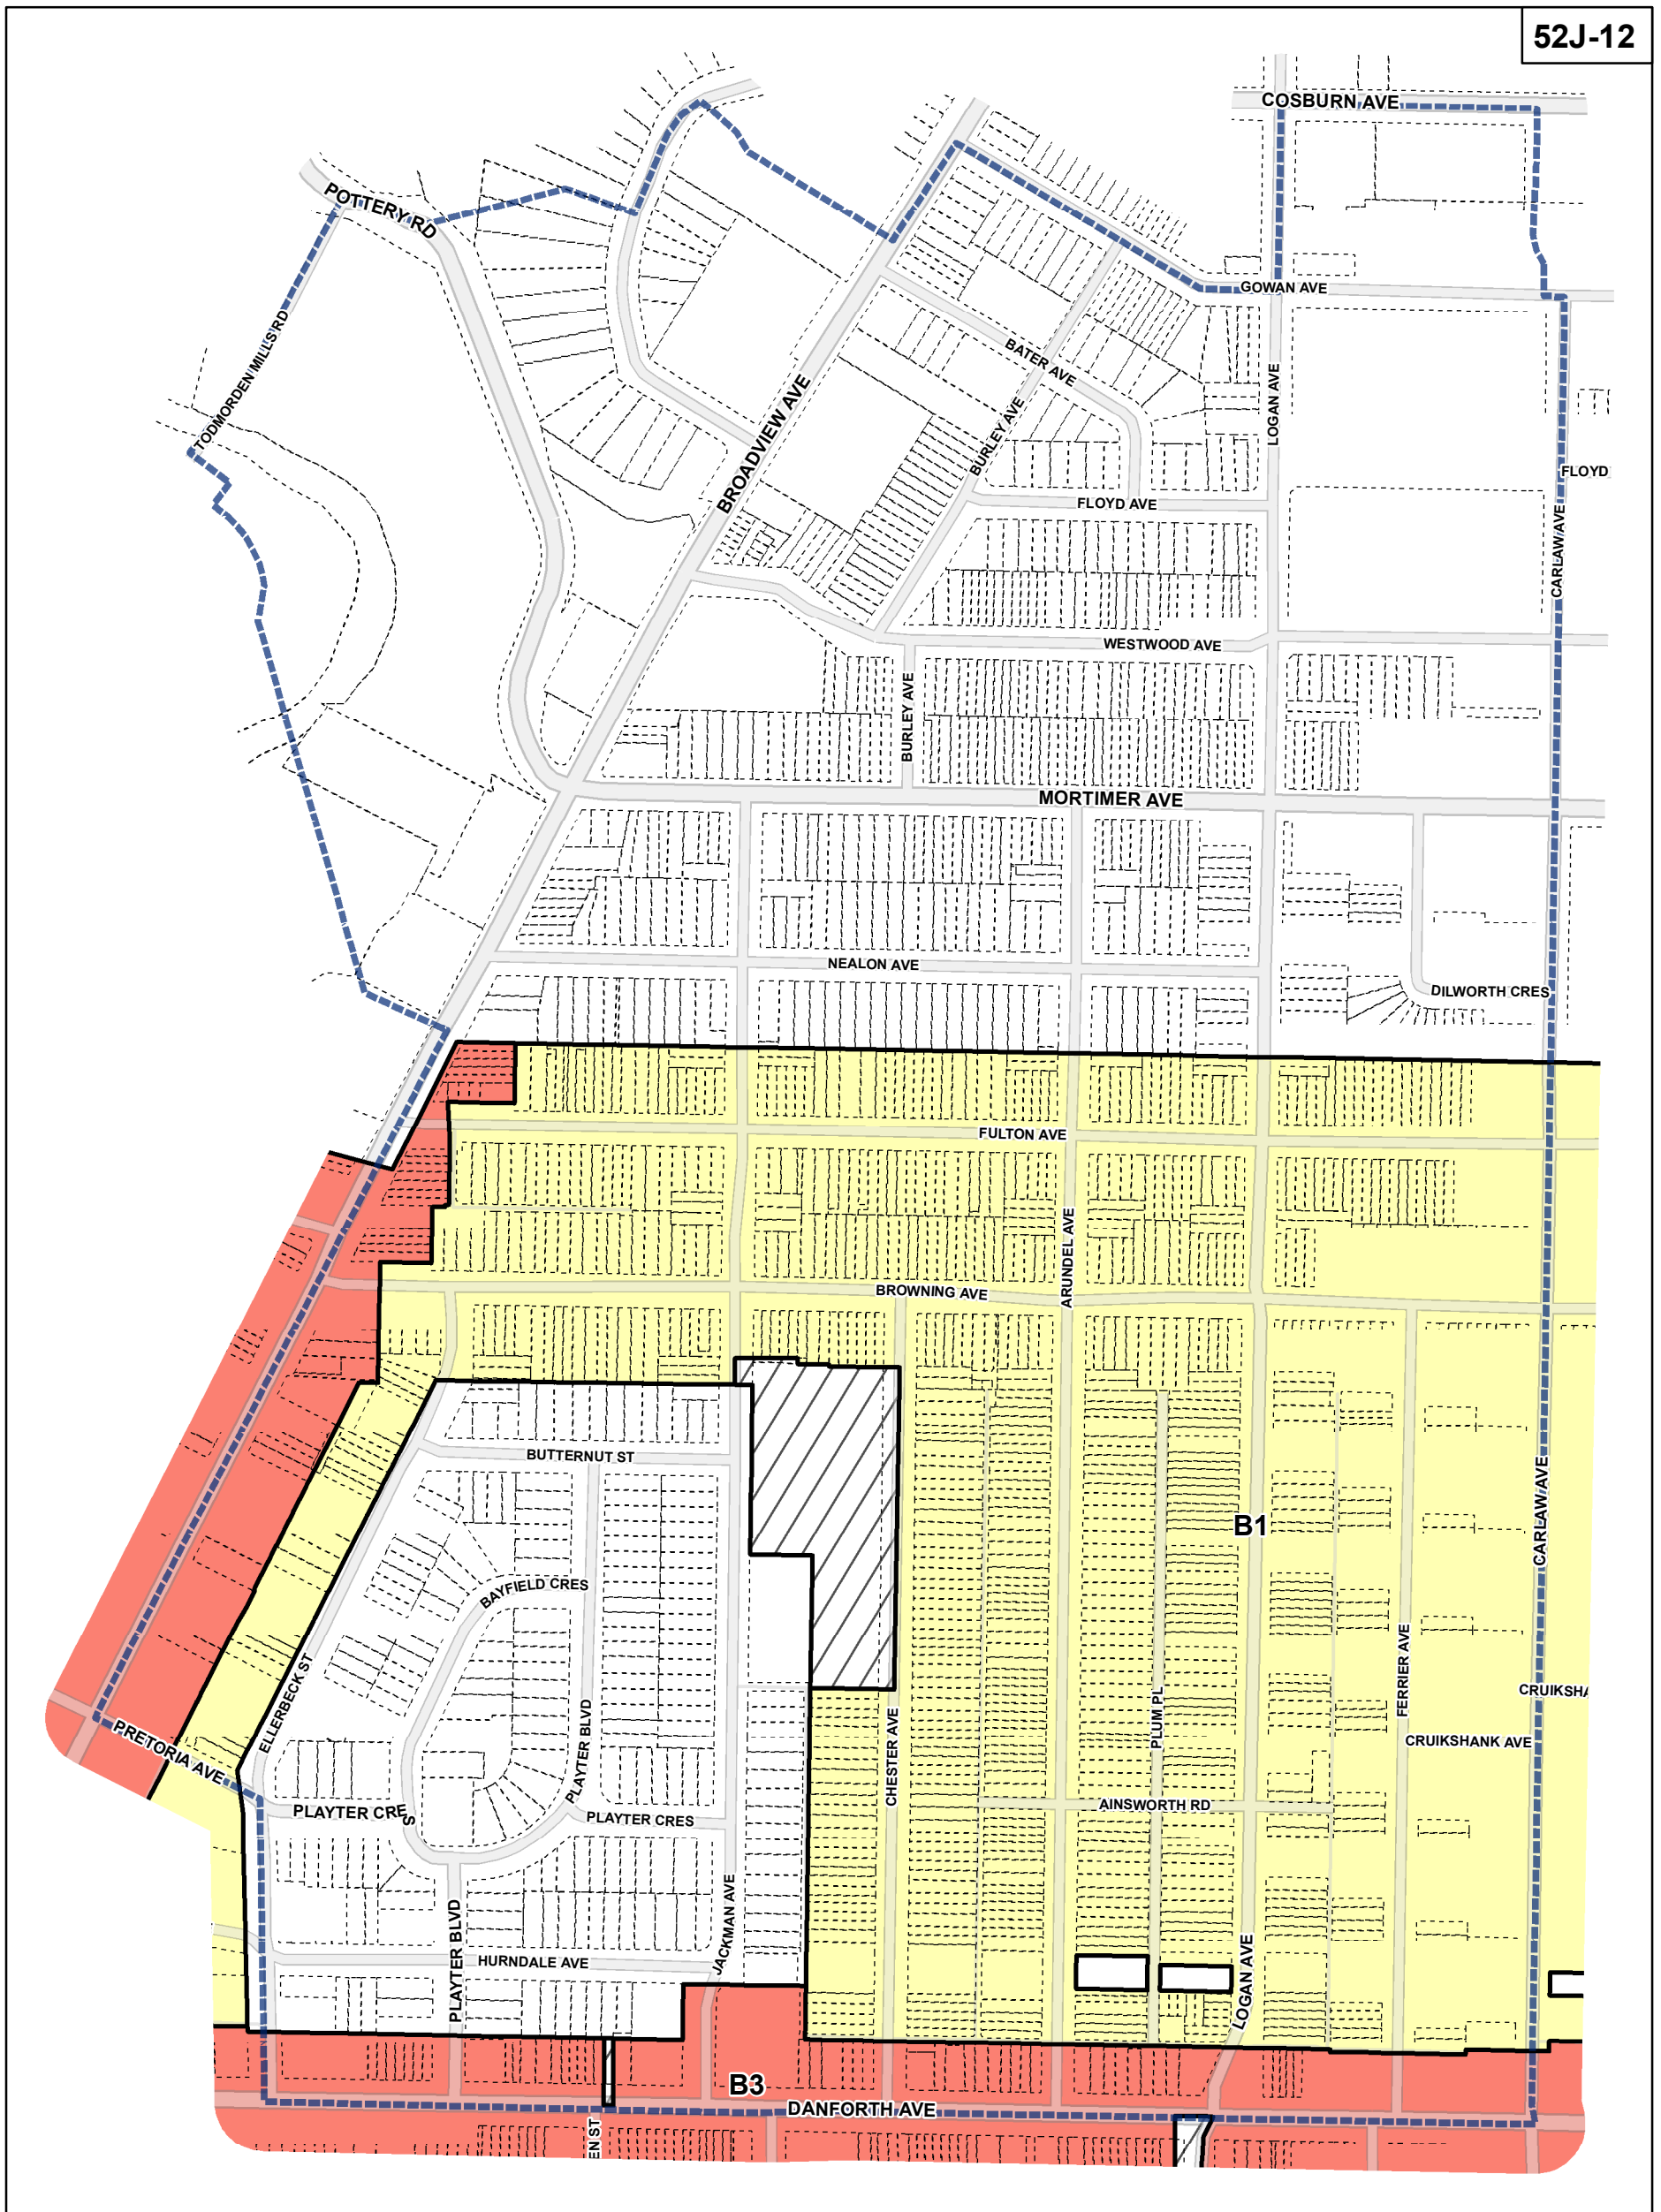 52J-12
COSBURN AVE
POTTERY RD
GOWAN AVE
TODMORDEN MILLS RD
BATER AVE
BROADVIEW AVE
BURLEY AVE
LOGAN AVE
FLOYD
FLOYD AVE
CARLAW AVE
WESTWOOD AVE
BURLEY AVE
MORTIMER AVE
NEALON AVE
DILWORTH CRES
FULTON AVE
ARUNDEL AVE
BROWNING AVE
BUTTERNUT ST
B1
CARLAW AVE
BAYFIELD CRES
ELLERBECK ST
PLAYTER BLVD
FERRIER AVE
PLUM PL
CRUIKSHA
PRETORIA AVE
CHESTER AVE
CRUIKSHANK AVE
PLAYTER CRES
PLAYTER CRES
AINSWORTH RD
JACKMAN AVE
PLAYTER BLVD
HURNDALE AVE
LOGAN AVE
B3
DANFORTH AVE
EN ST